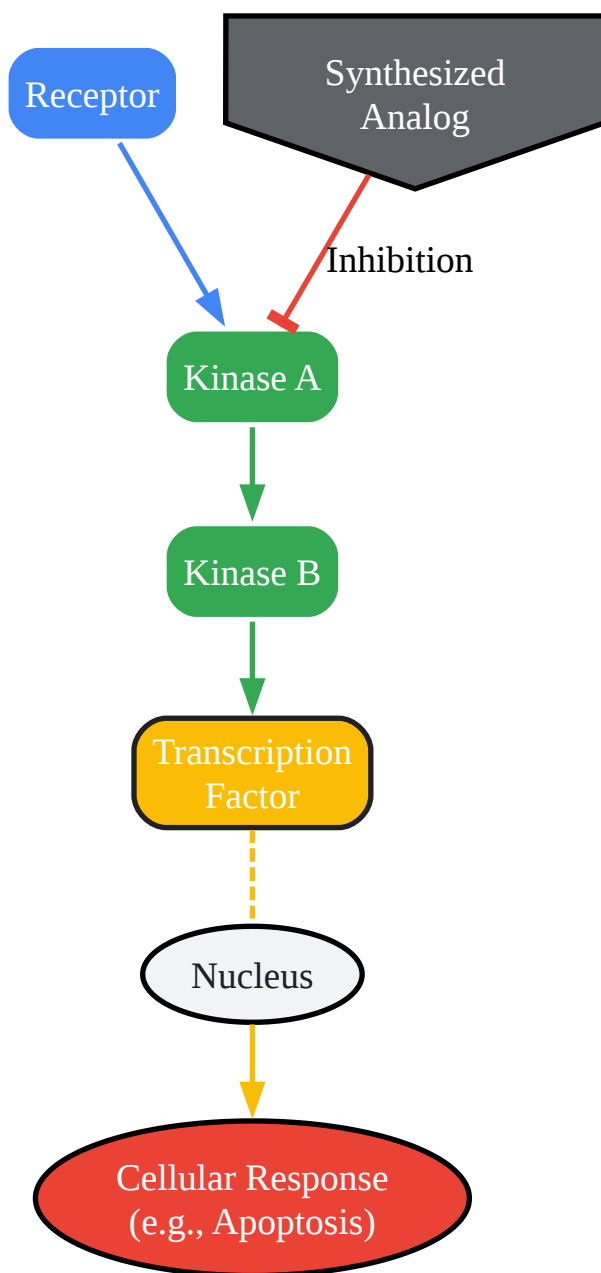 Receptor
Synthesized
Analog
Inhibition
Kinase A
Kinase B
Transcription
Factor
Nucleus
Cellular Response
(e.g., Apoptosis)